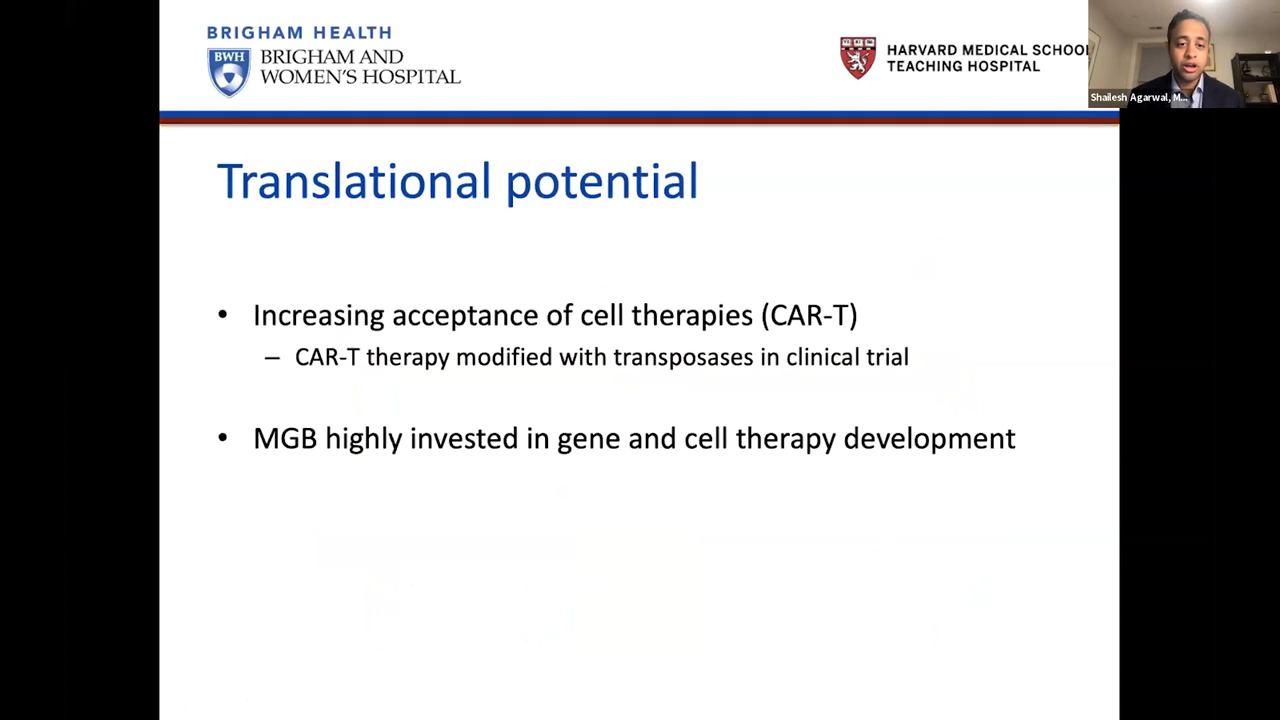 BRIGHAM HEALTH
BWH
BRIGHAM AND
WOMEN'S HOSPITAL
HARVARD MEDICAL SCHOOL
TEACHING HOSPITAL
Shailesh Agarwal, M...
Translational potential
• Increasing acceptance of cell therapies (CAR-T)
– CAR-T therapy modified with transposases in clinical trial
• MGB highly invested in gene and cell therapy development